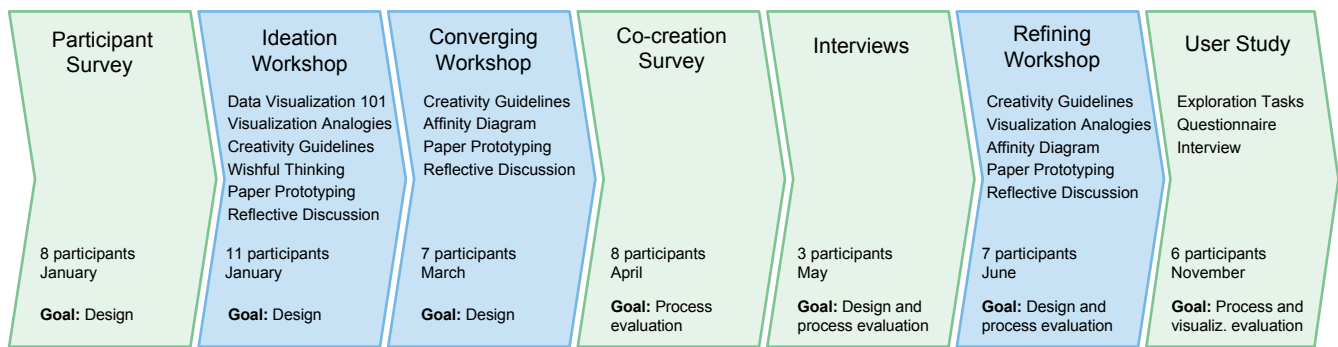 Participant
Survey
8 participants
January
Goal: Design
Ideation
Workshop
Data Visualization 101
Visualization Analogies
Creativity Guidelines
Wishful Thinking
Paper Prototyping
Reflective Discussion
11 participants
January
Goal: Design
Converging
Workshop
Creativity Guidelines
Affinity Diagram
Paper Prototyping
Reflective Discussion
7 participants
March
Goal: Design
Co-creation
Survey
8 participants
April
Goal: Process
evaluation
Interviews
3 participants
May
Goal: Design and
process evaluation
Refining
Workshop
Creativity Guidelines
Visualization Analogies
Affinity Diagram
Paper Prototyping
Reflective Discussion
7 participants
June
Goal: Design and
process evaluation
User Study
Exploration Tasks
Questionnaire
Interview
6 participants
November
Goal: Process and
visualiz. evaluation